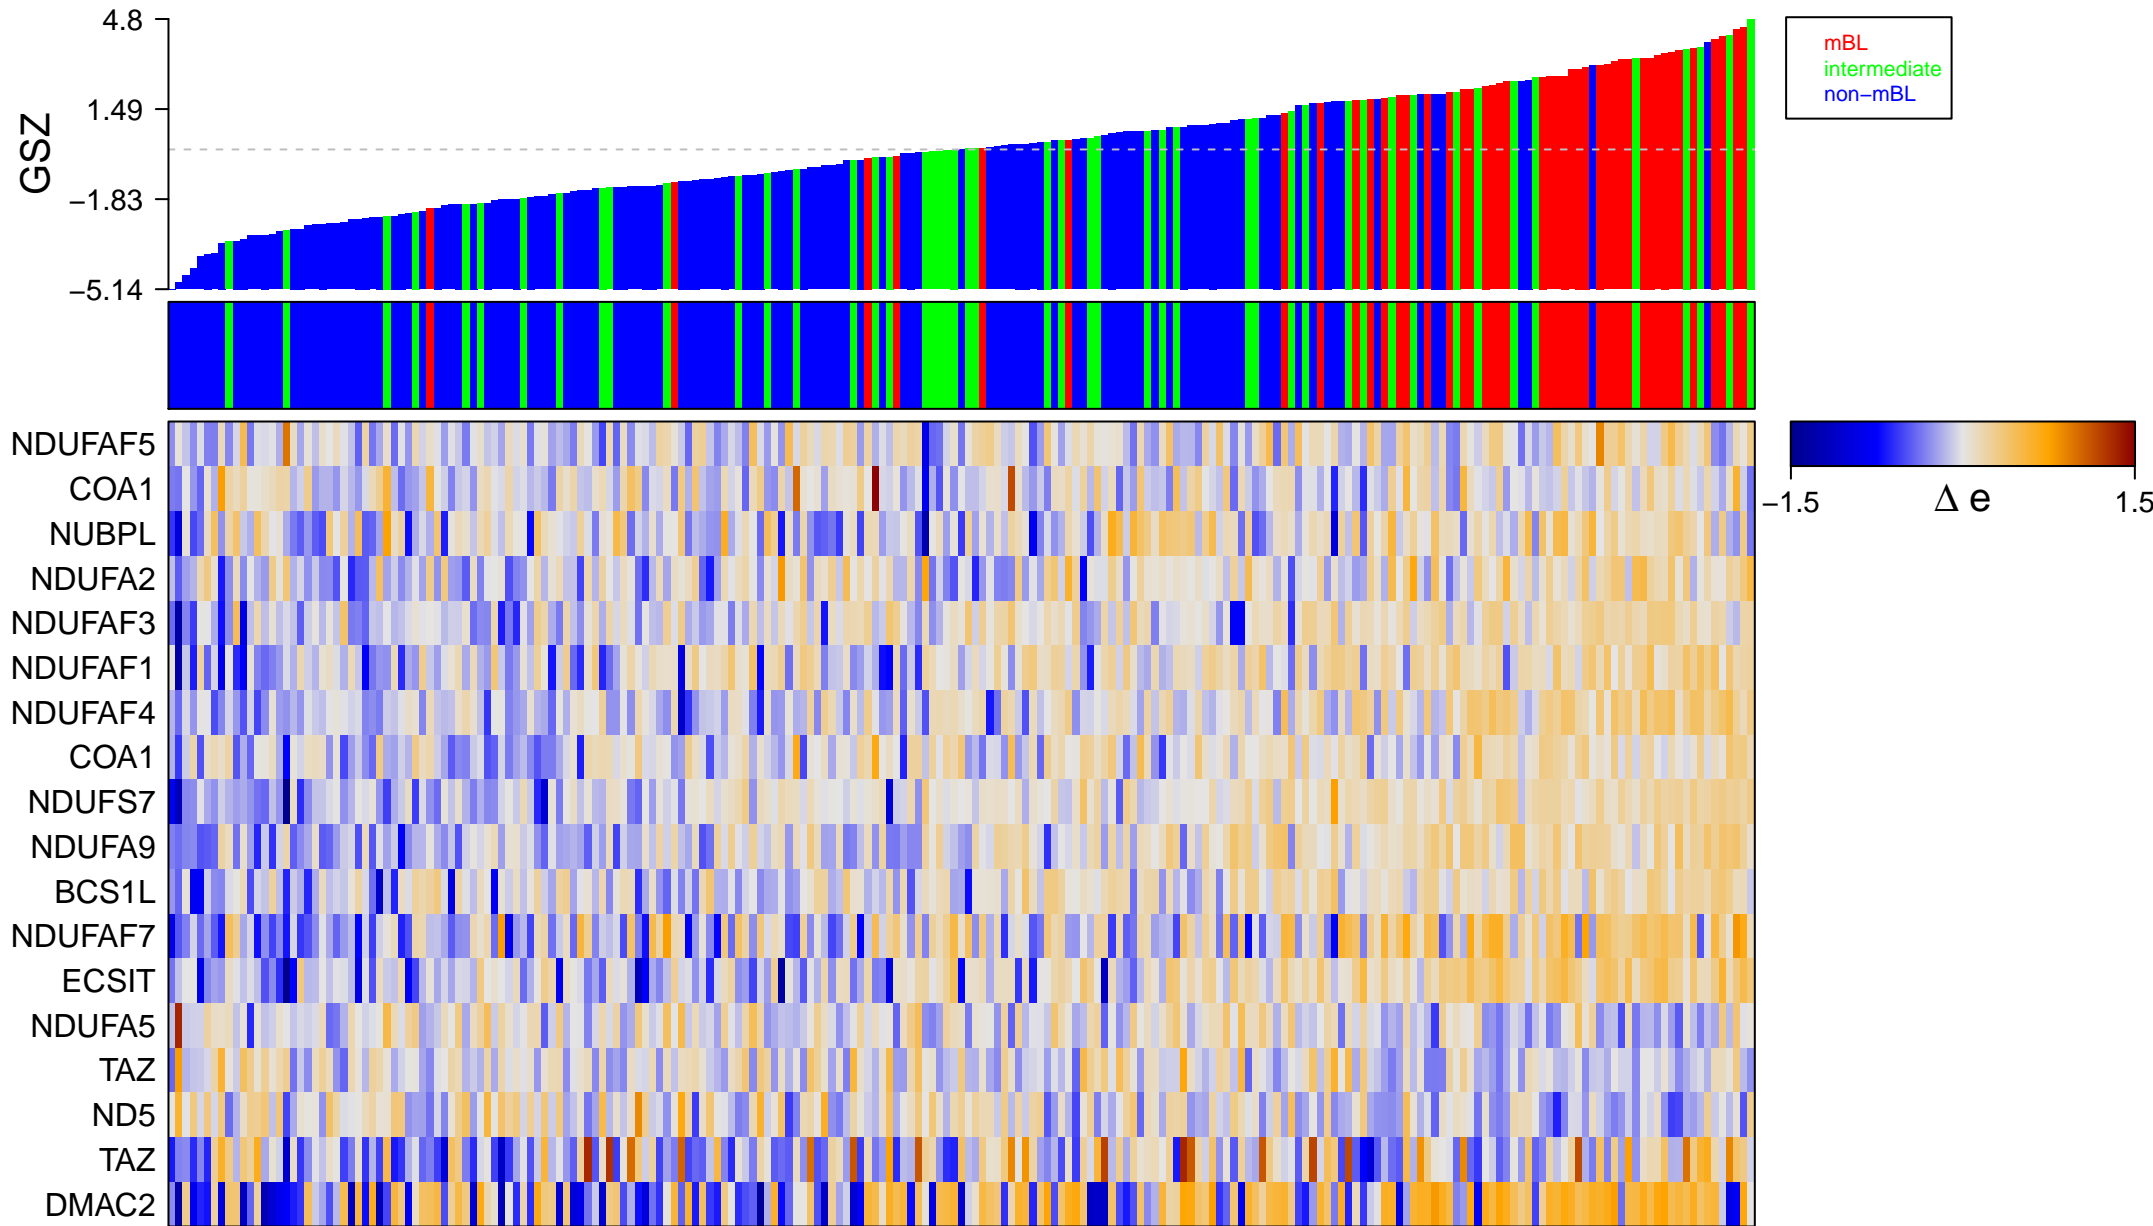 4.8
1.49
−1.83
−5.14
GSZ
mBL
intermediate
non−mBL
NDUFAF5
COA1
NUBPL
NDUFA2
NDUFAF3
NDUFAF1
NDUFAF4
COA1
NDUFS7
NDUFA9
BCS1L
NDUFAF7
ECSIT
NDUFA5
TAZ
ND5
TAZ
DMAC2
−1.5
Δ e
1.5